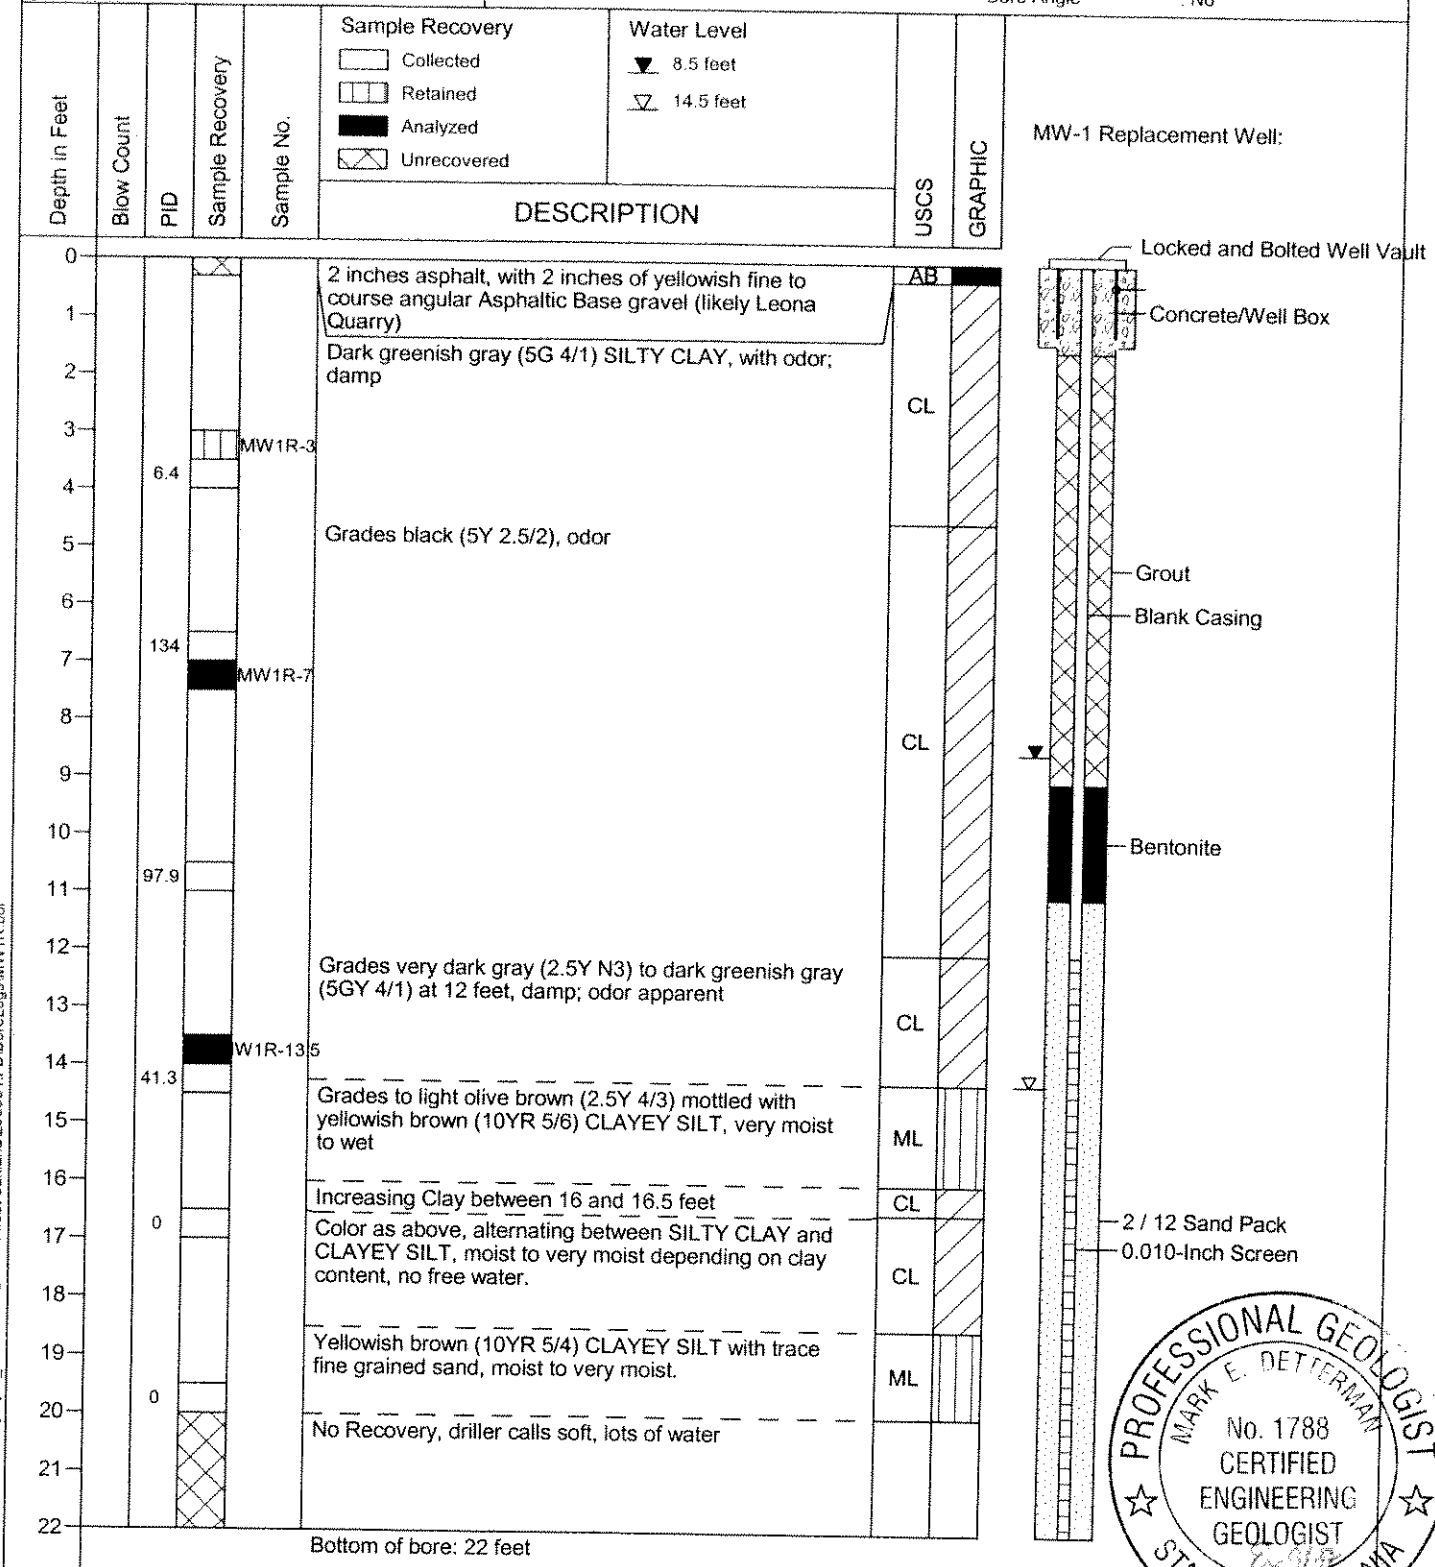 : No
Sample Recovery
Collected
Retained
Analyzed
Unrecovered
Water Level
8.5 feet
14.5 feet
Depth in Feet
Blow Count
PID
Sample Recovery
Sample No.
DESCRIPTION
USCS
GRAPHIC
MW-1 Replacement Well:
0
2 inches asphalt, with 2 inches of yellowish fine to
course angular Asphaltic Base gravel (likely Leona
Quarry)
AB
Locked and Bolted Well Vault
1
Concrete/Well Box
Dark greenish gray (5G 4/1) SILTY CLAY, with odor;
damp
2
CL
3
MW1R-3
6.4
4
Grades black (5Y 2.5/2), odor
5
Grout
6
Blank Casing
134
7
MW1R-7
8
CL
9
10
Bentonite
97.9
11
12
Grades very dark gray (2.5Y N3) to dark greenish gray
(5GY 4/1) at 12 feet, damp; odor apparent
13
CL
W1R-13.5
14
41.3
Grades to light olive brown (2.5Y 4/3) mottled with
yellowish brown (10YR 5/6) CLAYEY SILT, very moist
to wet
15
ML
16
Increasing Clay between 16 and 16.5 feet
CL
0
17
Color as above, alternating between SILTY CLAY and
CLAYEY SILT, moist to very moist depending on clay
content, no free water.
CL
2 / 12 Sand Pack
0.010-Inch Screen
18
19
Yellowish brown (10YR 5/4) CLAYEY SILT with trace
fine grained sand, moist to very moist.
ML
0
20
No Recovery, driller calls soft, lots of water
21
22
Bottom of bore: 22 feet
PROFESSIONAL GEOLOGIST
MARK E. DETTERMAN
No. 1788
CERTIFIED
ENGINEERING
GEOLOGIST